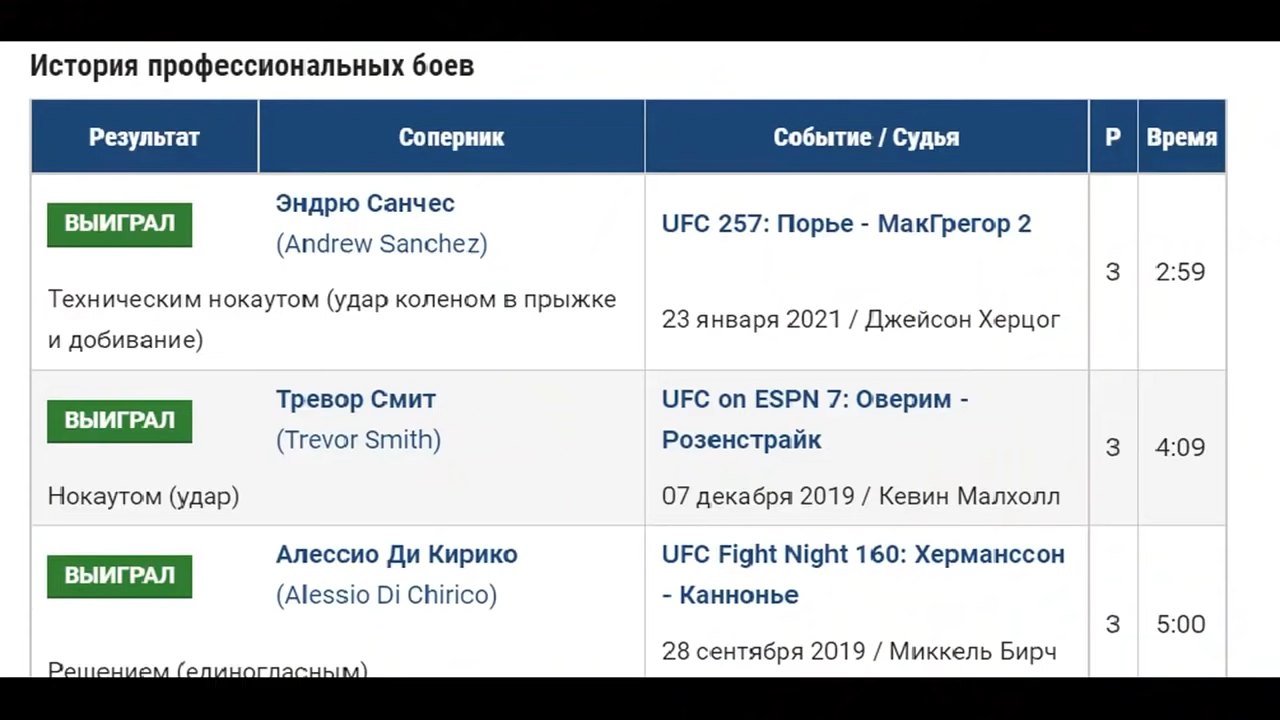 История профессиональных боев
Результат Соперник Событие / Судья Р Время
ВЫИГРАЛ Эндрю Санчес
(Andrew Sanchez)
Техническим нокаутом (удар коленом в прыжке
и добивание)
UFC 257: Порье - МакГрегор 2
23 января 2021 / Джейсон Херцог
3 2:59
ВЫИГРАЛ Тревор Смит
(Trevor Smith)
Нокаутом (удар)
UFC on ESPN 7: Оверим -
Розенстрайк
07 декабря 2019 / Кевин Малхолл
3 4:09
ВЫИГРАЛ Алессио Ди Кирико
(Alessio Di Chirico)
Решением (единогласным)
UFC Fight Night 160: Херманссон
- Каннонье
28 сентября 2019 / Миккель Бирч
3 5:00